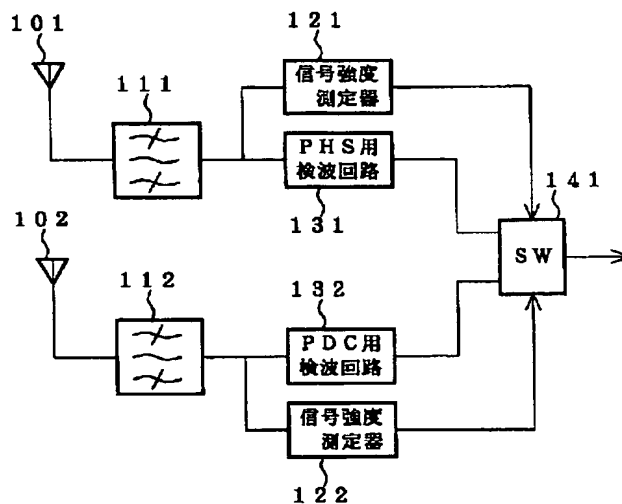 101
111
121
信号強度
測定器
PHS用
検波回路
131
141
SW
102
112
132
PDC用
検波回路
信号強度
測定器
122